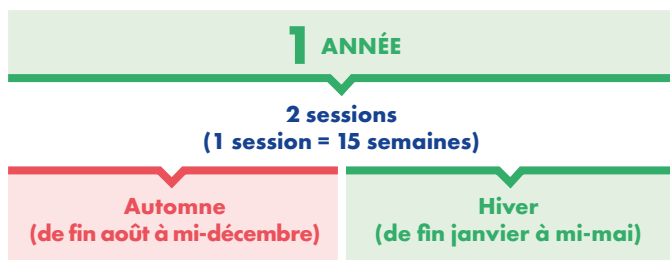 1 ANNÉE
2 sessions
(1 session = 15 semaines)
Automne
(de fin août à mi-décembre)
Hiver
(de fin janvier à mi-mai)